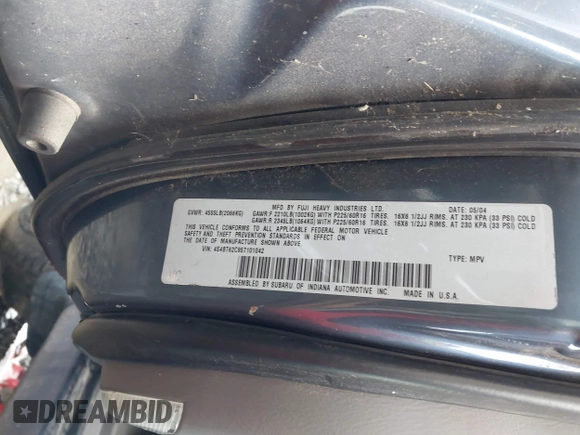 MFD BY FUJI HEAVY INDUSTRIES LTD. DATE: 05/04
GVWR: 4555LB(2066KG) GAWR:F 2210LB(1002KG) WITH P225/60R16 TIRES. 16X6 1/2JJ RIMS. AT 230 KPA (33 PSI) COLD
GAWR:R 2345LB(1064KG) WITH P225/60R16 TIRES. 16X6 1/2JJ RIMS. AT 230 KPA (33 PSI) COLD
THIS VEHICLE CONFORMS TO ALL APPLICABLE FEDERAL MOTOR VEHICLE
SAFETY AND THEFT PREVENTION STANDARDS IN EFFECT ON
THE DATE OF MANUFACTURE SHOWN ABOVE.
VIN: 4S4BT62C957101042 TYPE: MPV
ASSEMBLED BY SUBARU OF INDIANA AUTOMOTIVE INC. MADE IN U.S.A.
DREAMBID